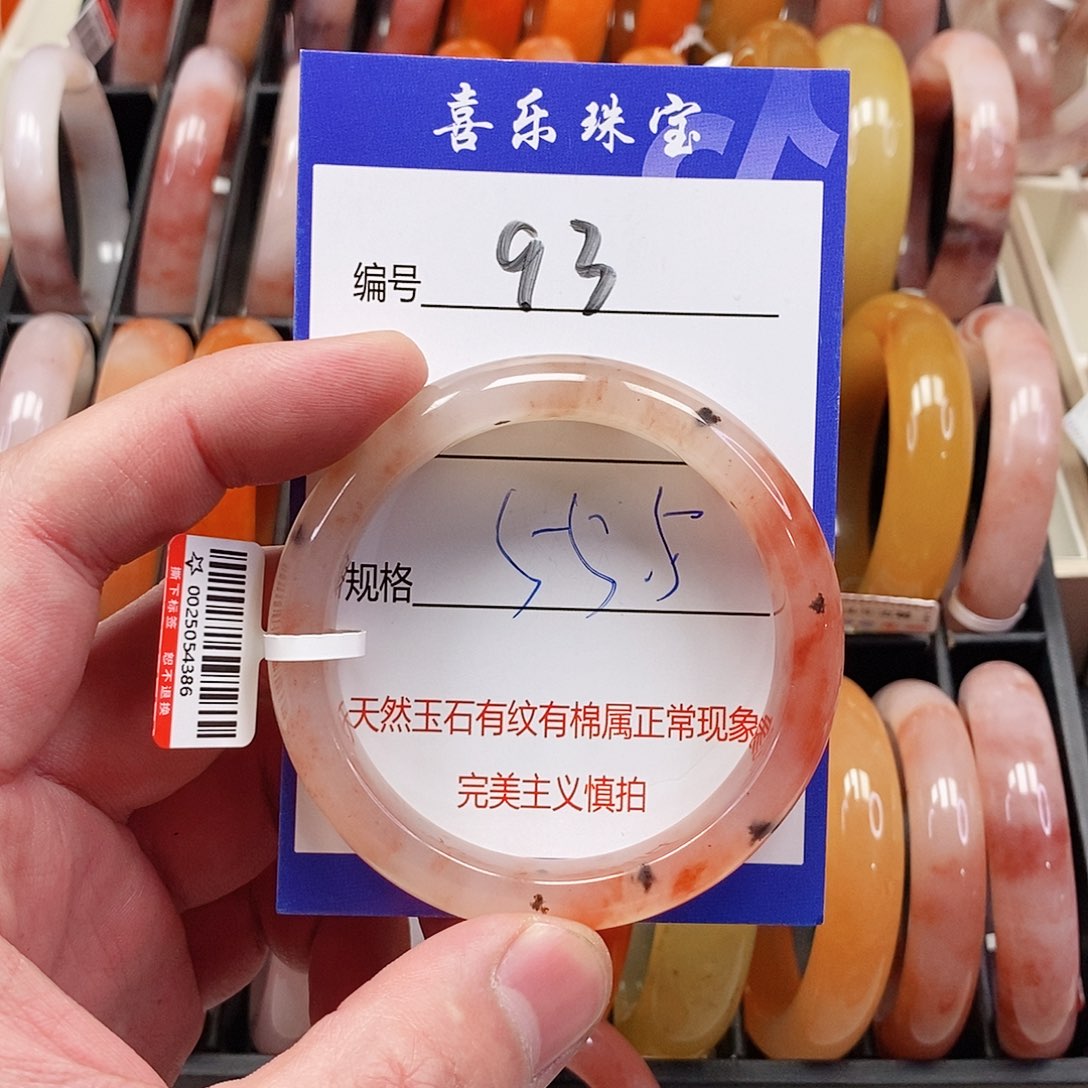 喜乐珠宝
编号 93
规格 55.5
天然玉石有纹有棉属正常现象
完美主义慎拍
☆ 0025054386
撕下标签 恕不退换